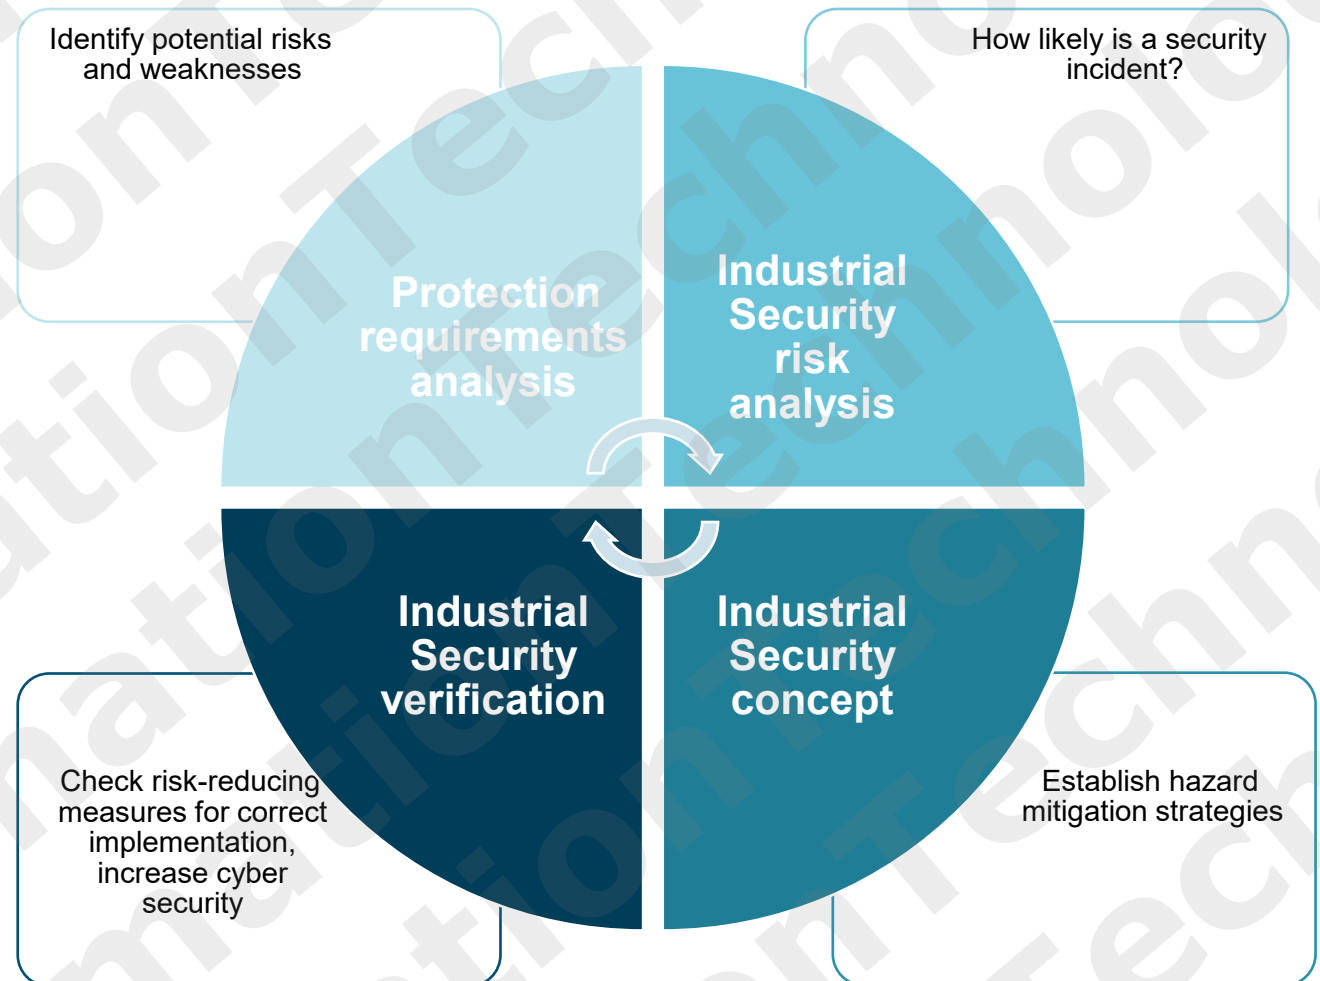 Identify potential risks
and weaknesses
How likely is a security
incident?
Protection
requirements
analysis
Industrial
Security
risk
analysis
Industrial
Security
verification
Industrial
Security
concept
Check risk-reducing
measures for correct
implementation,
increase cyber
security
Establish hazard
mitigation strategies